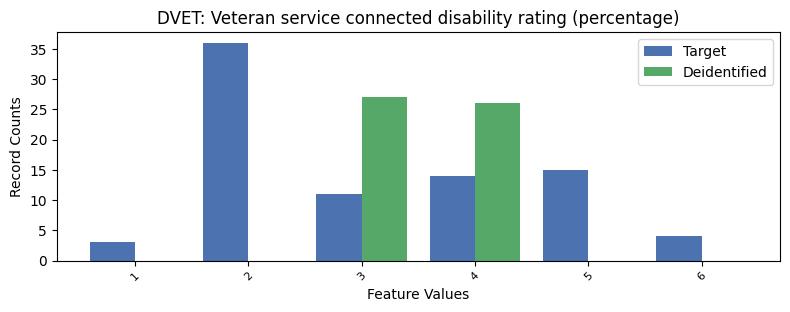 DVET: Veteran service connected disability rating (percentage)
Target
Deidentified
Record Counts
35
30
25
20
15
10
5
0
1 2 3 4 5 6
Feature Values